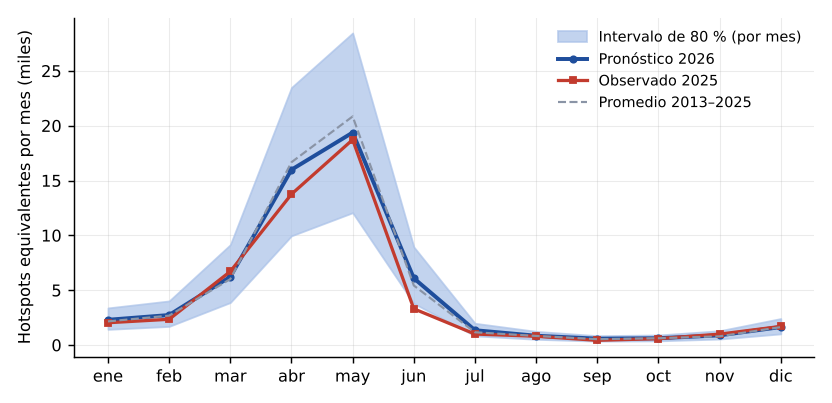 Hotspots equivalentes por mes (miles)
25
20
15
10
5
0
Intervalo de 80 % (por mes)
Pronóstico 2026
Observado 2025
Promedio 2013–2025
ene feb mar abr may jun jul ago sep oct nov dic